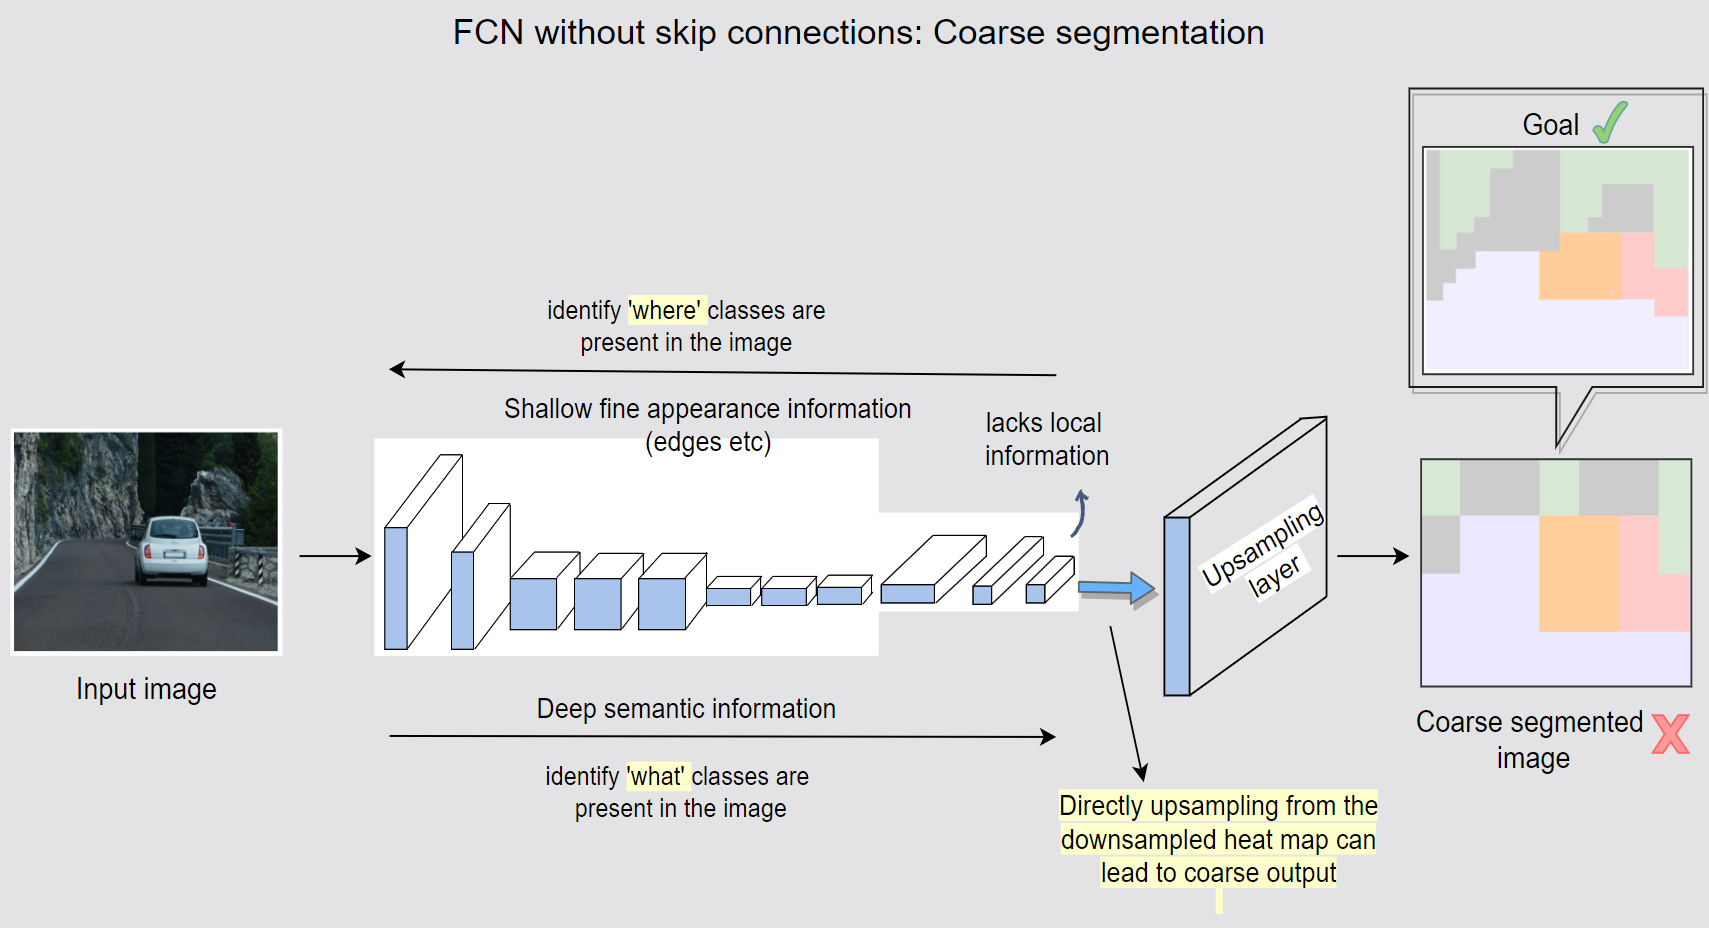 FCN without skip connections: Coarse segmentation
Goal
identify 'where' classes are
present in the image
Shallow fine appearance information
(edges etc)
lacks local
information
Upsampling
layer
Input image
Deep semantic information
identify 'what' classes are
present in the image
Coarse segmented
image
Directly upsampling from the
downsampled heat map can
lead to coarse output